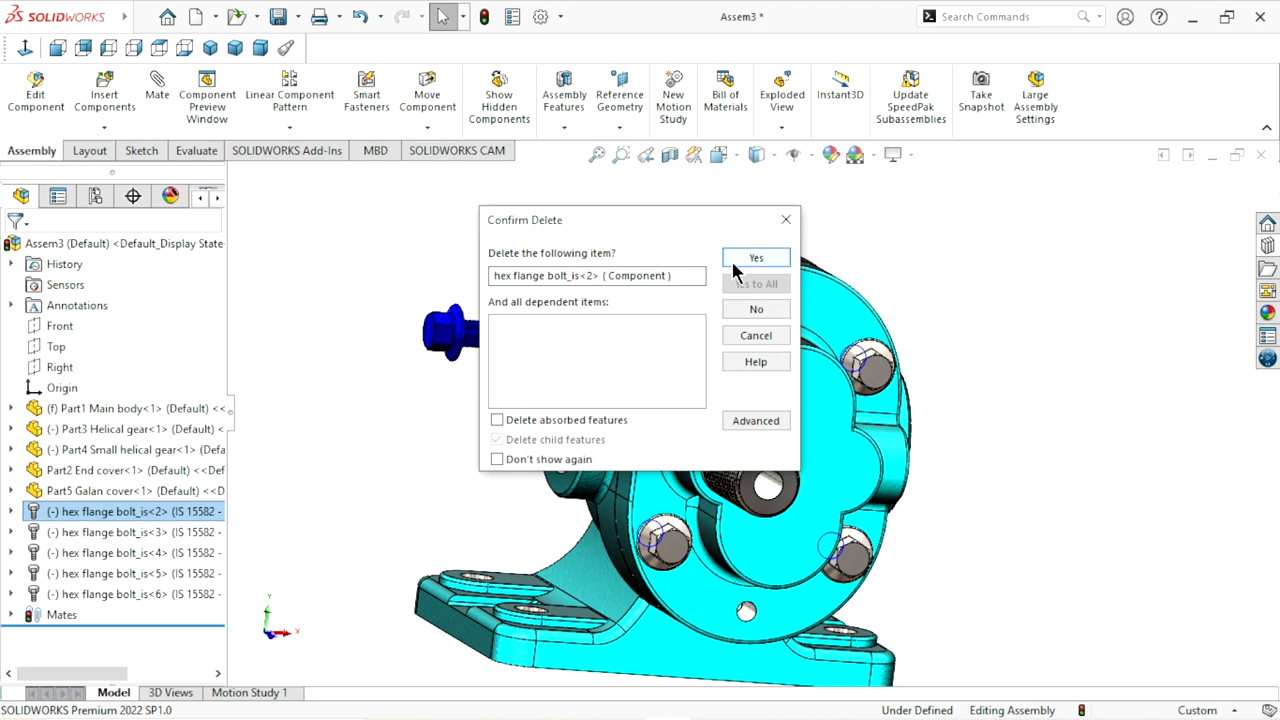 SOLIDWORKS
Assem3 *
Search Commands
Edit Component
Insert Components
Mate
Component Preview Window
Linear Component Pattern
Smart Fasteners
Move Component
Show Hidden Components
Assembly Features
Reference Geometry
New Motion Study
Bill of Materials
Exploded View
Instant3D
Update SpeedPak Subassemblies
Take Snapshot
Large Assembly Settings
Assembly
Layout
Sketch
Evaluate
SOLIDWORKS Add-Ins
MBD
SOLIDWORKS CAM
Assem3 (Default) <Default_Display State-
History
Sensors
Annotations
Front
Top
Right
Origin
(f) Part1 Main body<1> (Default) <<
(-) Part3 Helical gear<1> (Default) <
(-) Part4 Small helical gear<1> (Def
Part2 End cover<1> (Default) <<Def
Part5 Galan cover<1> (Default) <<D
(-) hex flange bolt_is<2> (IS 15582 -
(-) hex flange bolt_is<3> (IS 15582 -
(-) hex flange bolt_is<4> (IS 15582 -
(-) hex flange bolt_is<5> (IS 15582 -
(-) hex flange bolt_is<6> (IS 15582 -
Mates
Confirm Delete
Delete the following item?
hex flange bolt_is<2> ( Component )
And all dependent items:
Yes
Yes to All
No
Cancel
Help
Advanced
Delete absorbed features
Delete child features
Don't show again
Y
X
Model
3D Views
Motion Study 1
SOLIDWORKS Premium 2022 SP1.0
Under Defined
Editing Assembly
Custom